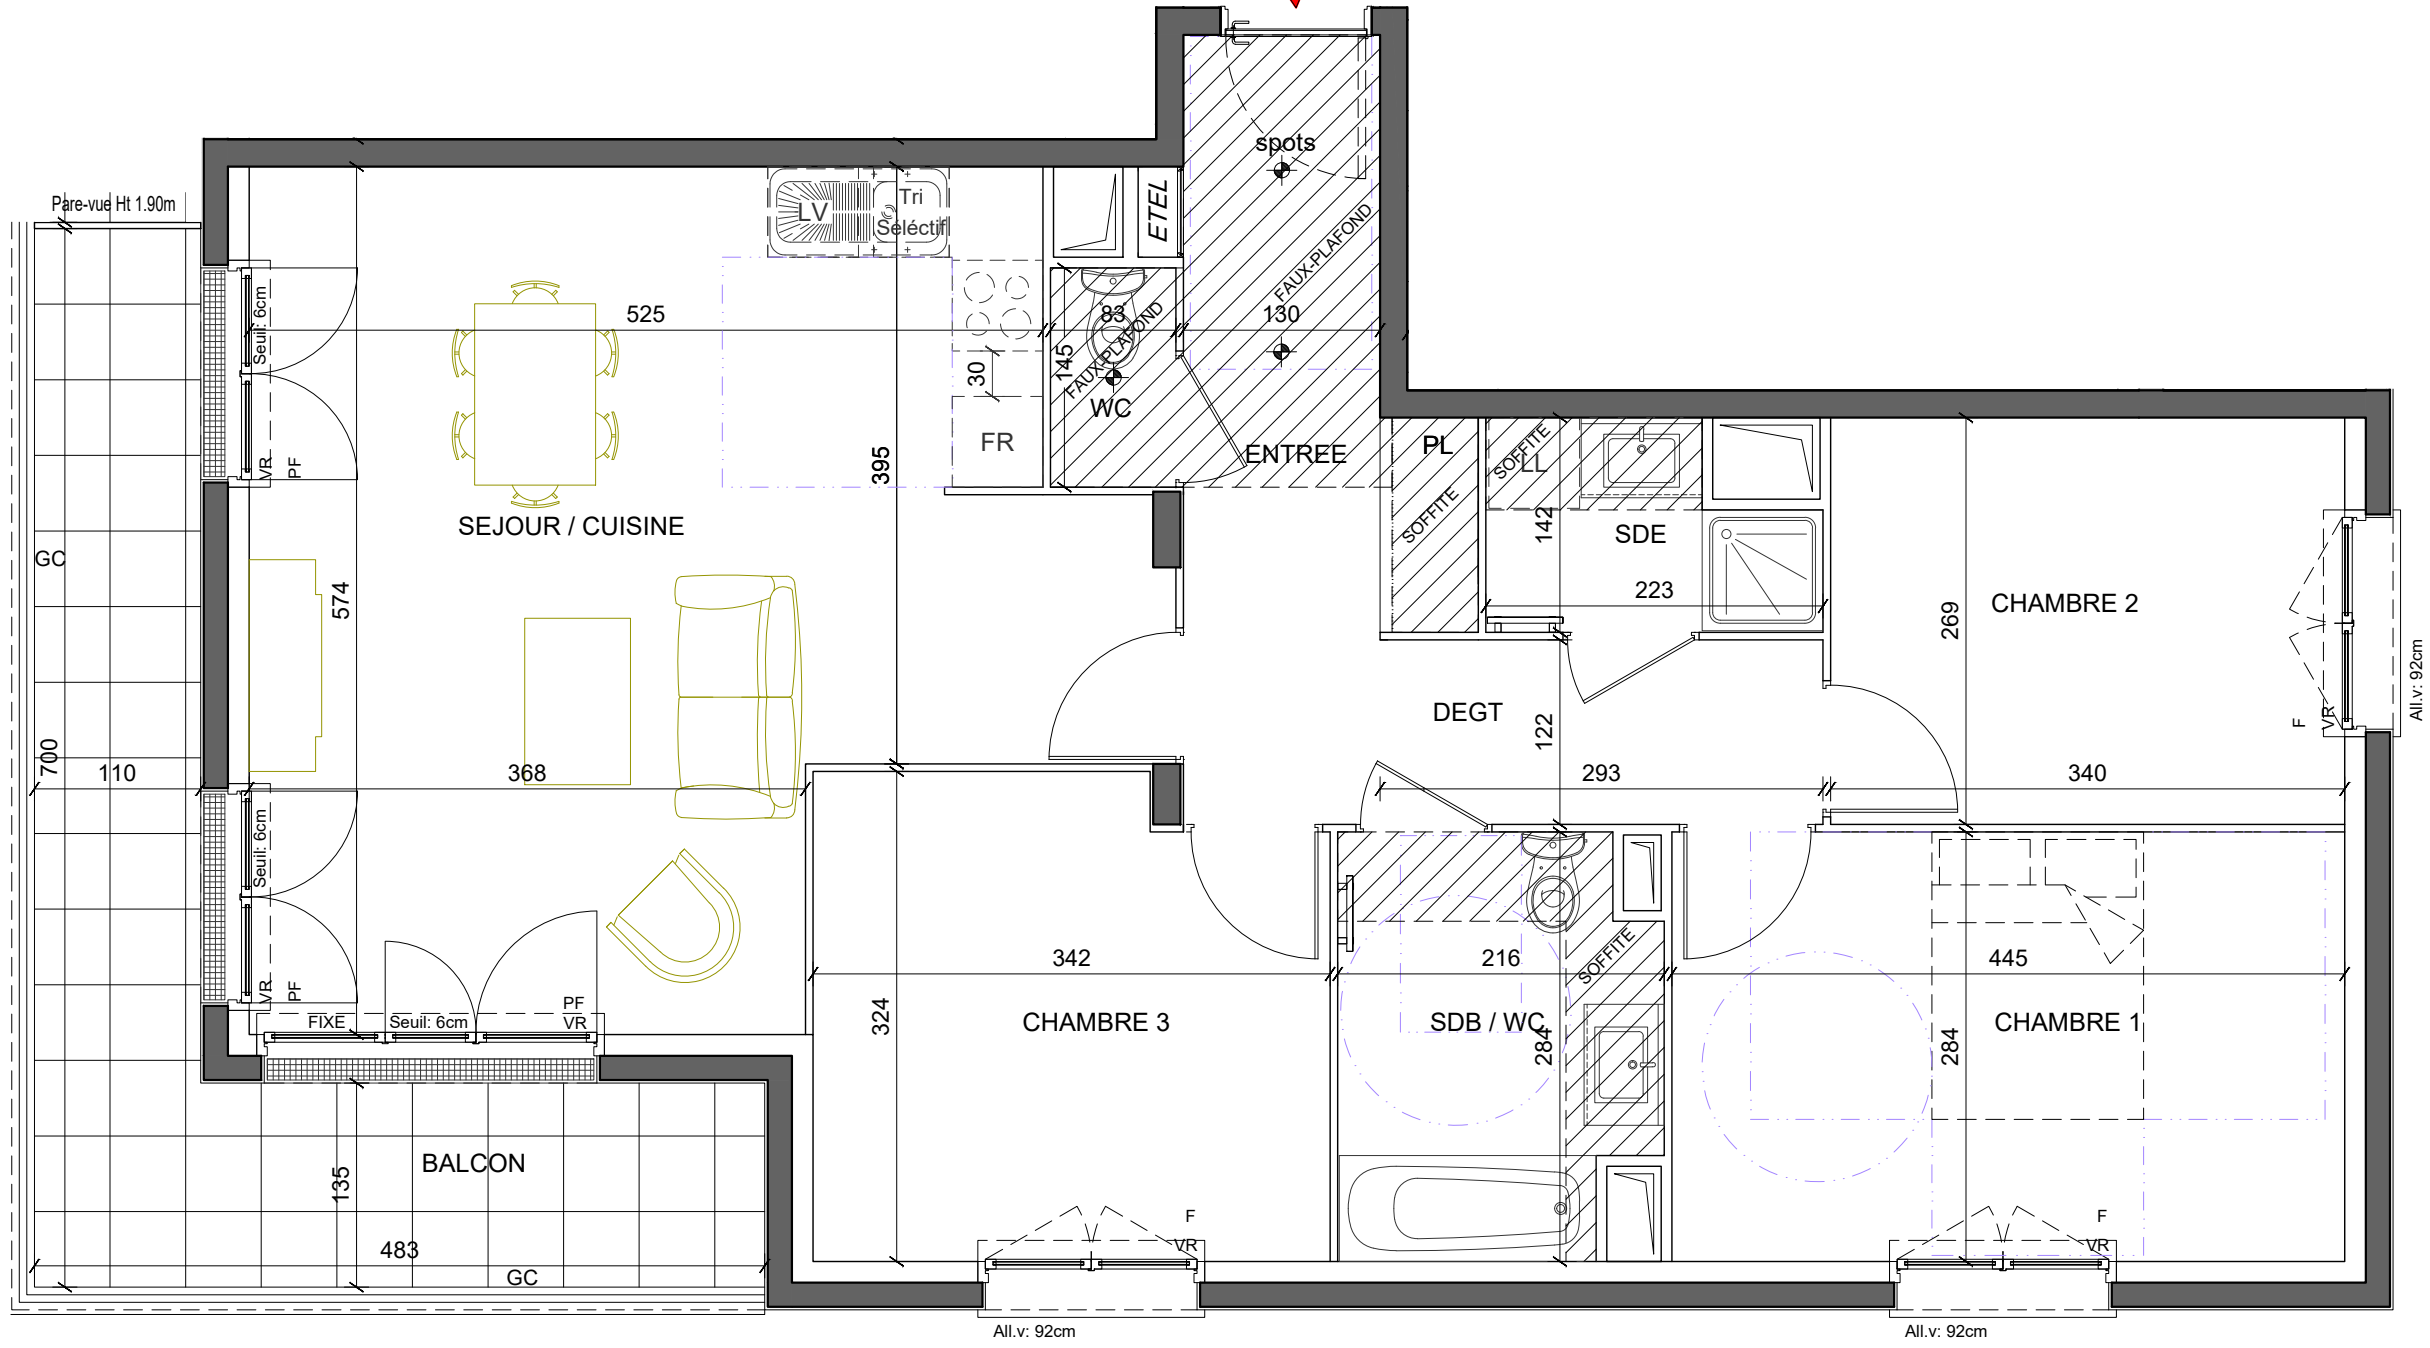 spots
Pare-vue Ht 1.90m
LV
Tri
Séléctif
ETEL
FAUX-PLAFOND
Seuil: 6cm
525
83
130
FAUX-PLAFOND
145
30
WC
FR
395
ENTREE
PL
SOFFITE
LL
SOFFITE
VR
PF
SEJOUR / CUISINE
142
SDE
GC
574
223
269
CHAMBRE 2
All.v: 92cm
F
VR
DEGT
122
700
110
368
293
340
Seuil: 6cm
VR
PF
342
216
SOFFITE
445
FIXE
Seuil: 6cm
PF
VR
324
CHAMBRE 3
SDB / WC
284
284
CHAMBRE 1
BALCON
135
F
VR
F
VR
483
GC
All.v: 92cm
All.v: 92cm